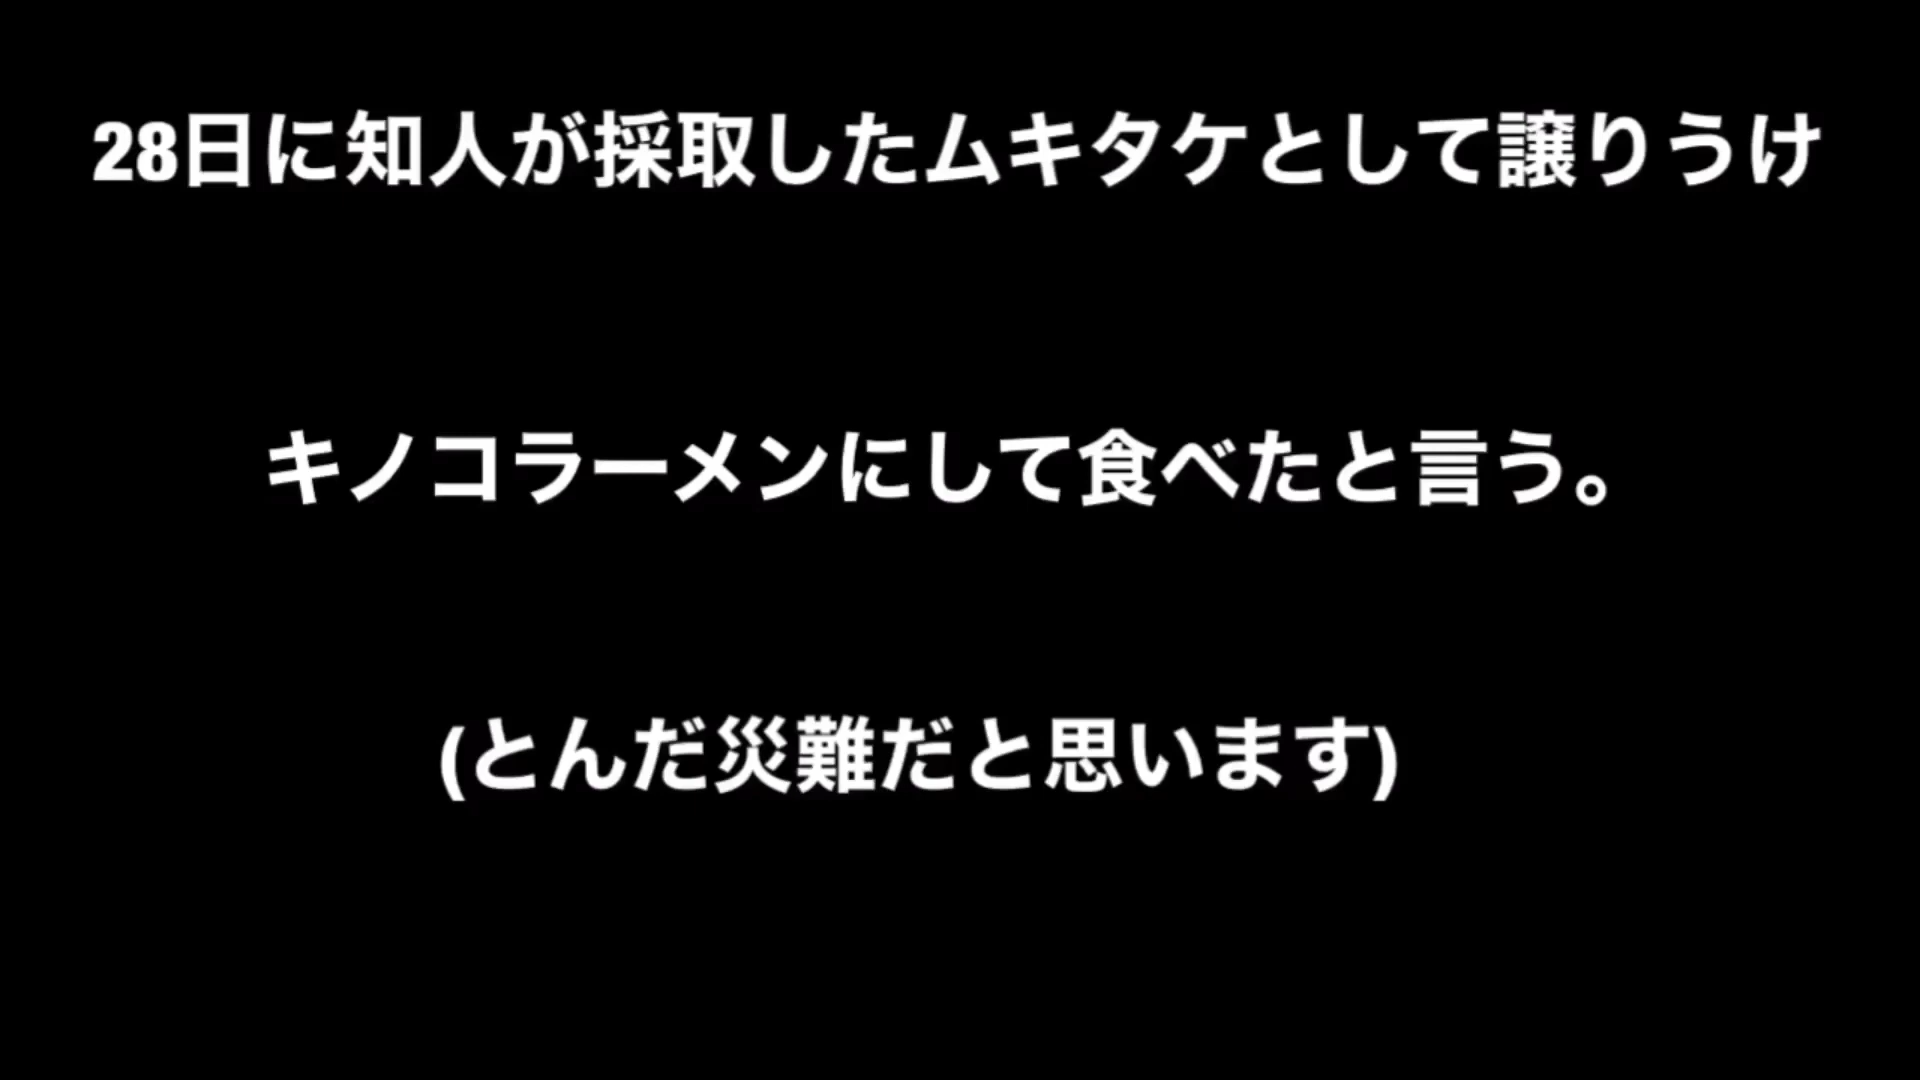 28日に知人が採取したムキタケとして譲りうけ
キノコラーメンにして食べたと言う。
(とんだ災難だと思います)